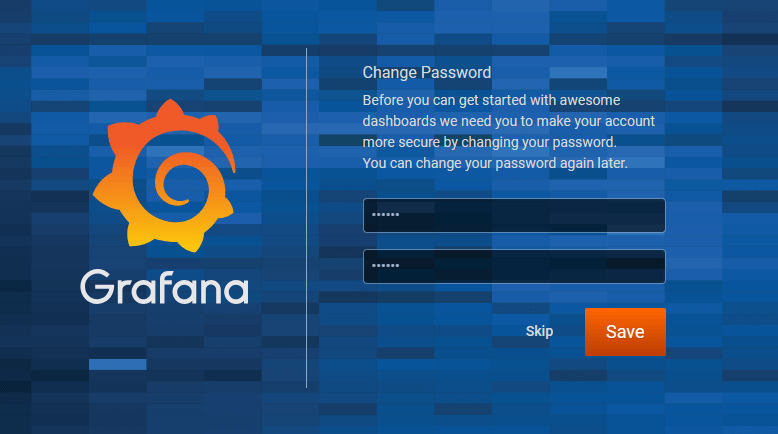 Grafana
Change Password
Before you can get started with awesome
dashboards we need you to make your account
more secure by changing your password.
You can change your password again later.
••••••
••••••
Skip
Save